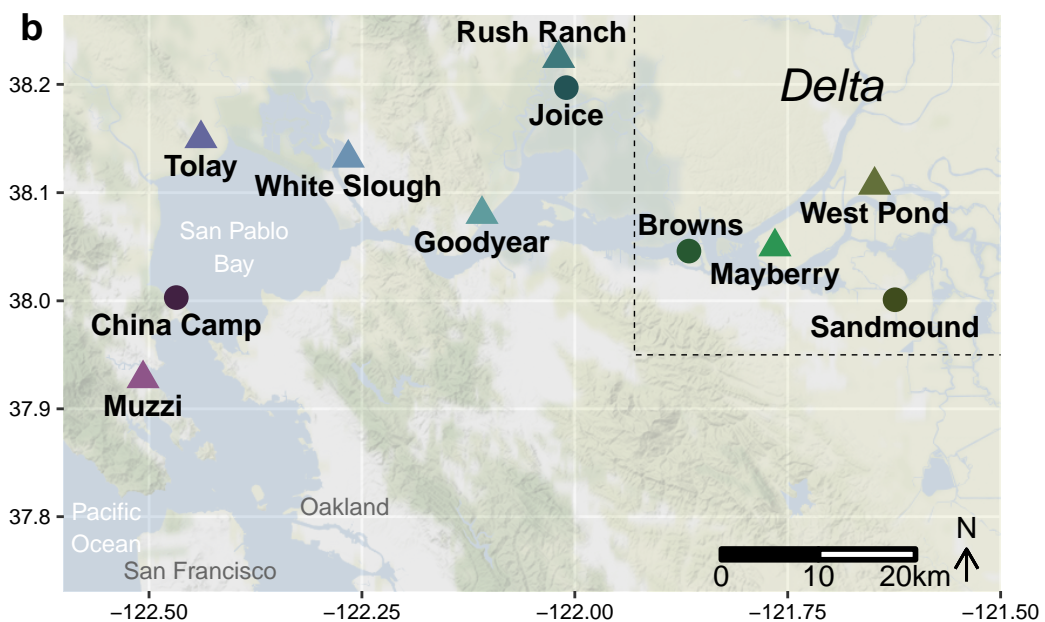 b
Rush Ranch
Delta
38.2
Joice
Tolay
White Slough
38.1
West Pond
San Pablo
Bay
Goodyear
Browns
Mayberry
38.0
China Camp
Sandmound
37.9
Muzzi
Pacific
Ocean
Oakland
37.8
N
San Francisco
0 10 20km
−122.50 −122.25 −122.00 −121.75 −121.50